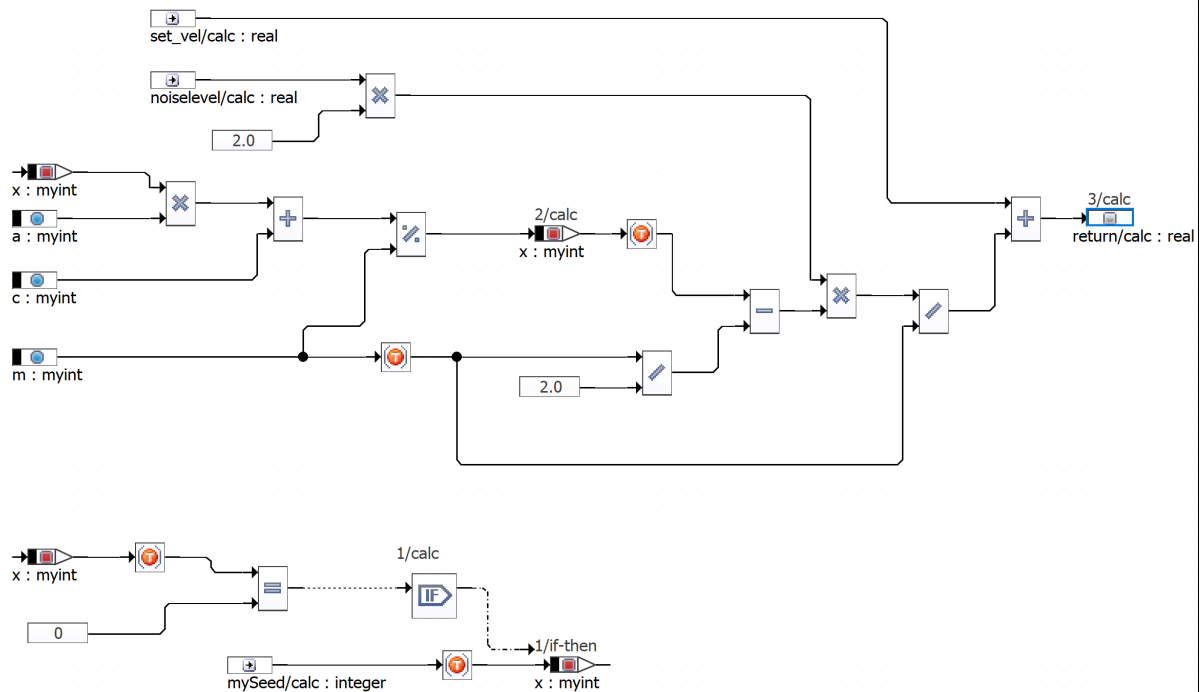 set_vel/calc : real
noiselevel/calc : real
2.0
x : myint
a : myint
2/calc
x : myint
3/calc
return/calc : real
c : myint
m : myint
2.0
x : myint
1/calc
IF
0
1/if-then
mySeed/calc : integer
x : myint